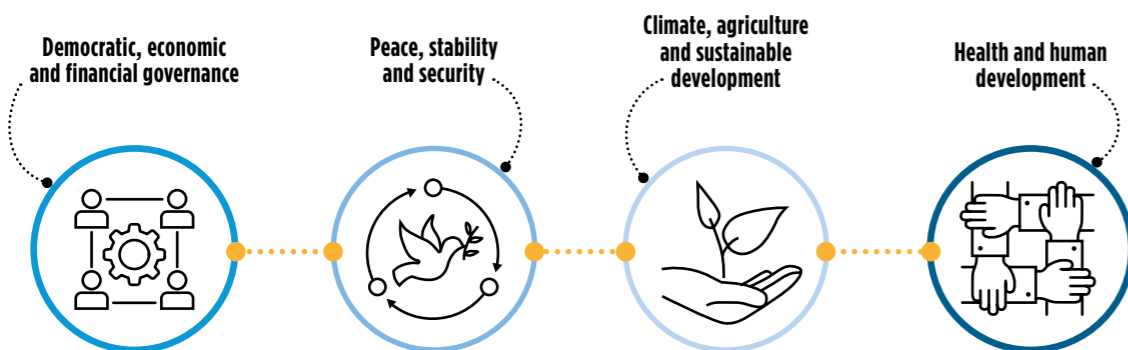 Democratic, economic
and financial governance
Peace, stability
and security
Climate, agriculture
and sustainable
development
Health and human
development